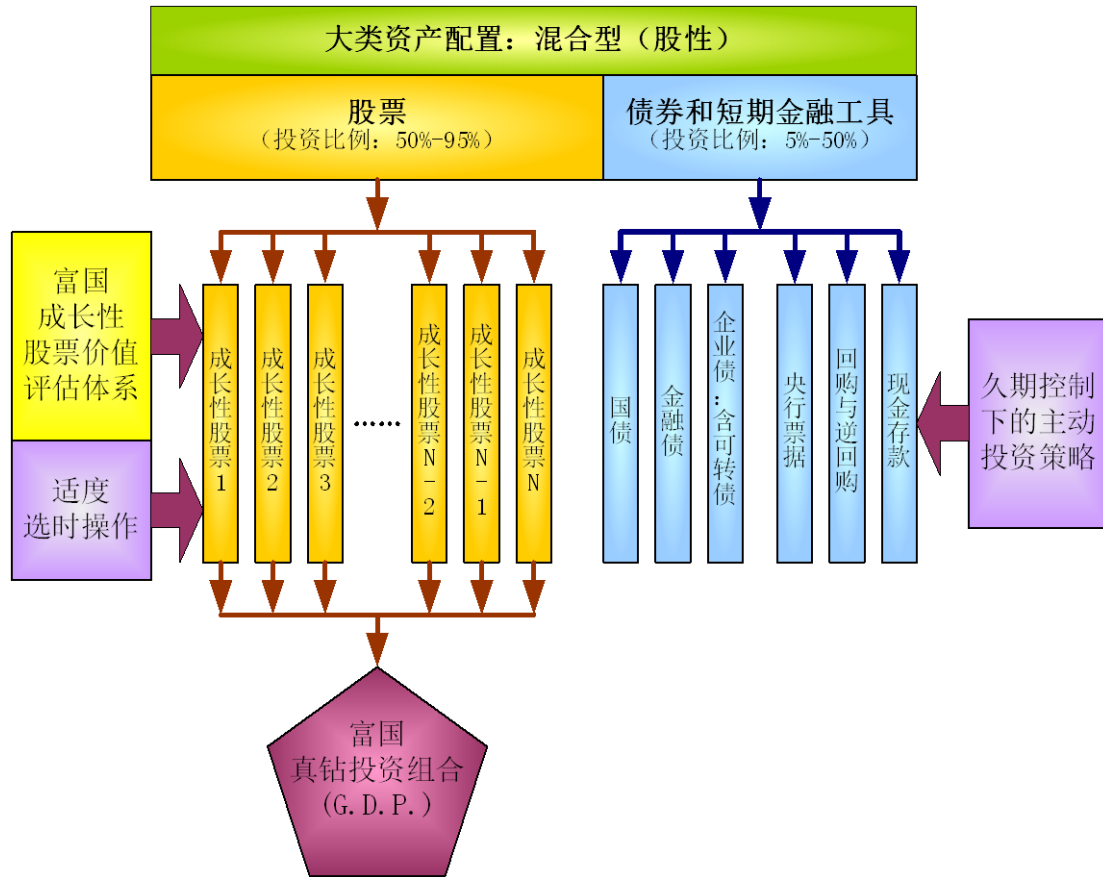 大类资产配置：混合型（股性）
股票
（投资比例：50%-95%）
债券和短期金融工具
（投资比例：5%-50%）
富国
成长性
股票价值
评估体系
适度
选时操作
成长性股票1
成长性股票2
成长性股票3
……
成长性股票N-2
成长性股票N-1
成长性股票N
国债
金融债
企业债：含可转债
央行票据
回购与逆回购
现金存款
久期控制
下的主动
投资策略
富国
真钻投资组合
(G.D.P.)